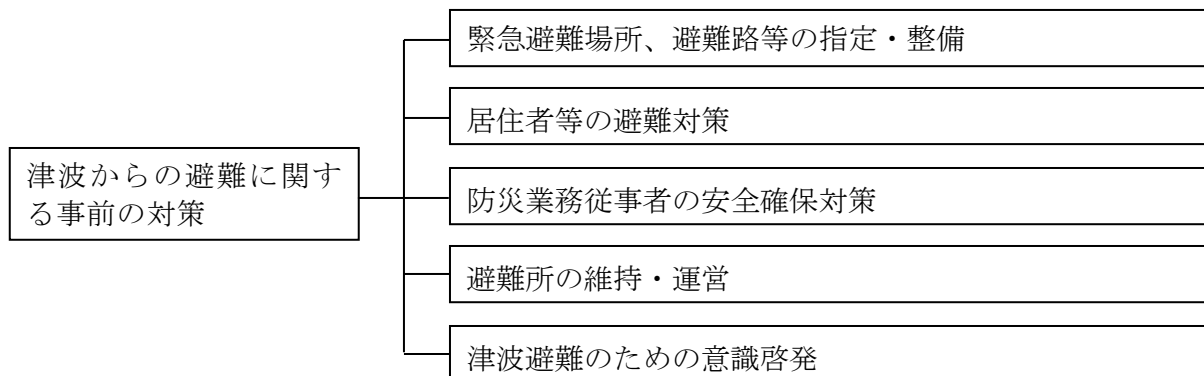 緊急避難場所、避難路等の指定・整備
居住者等の避難対策
津波からの避難に関す
る事前の対策
防災業務従事者の安全確保対策
避難所の維持・運営
津波避難のための意識啓発